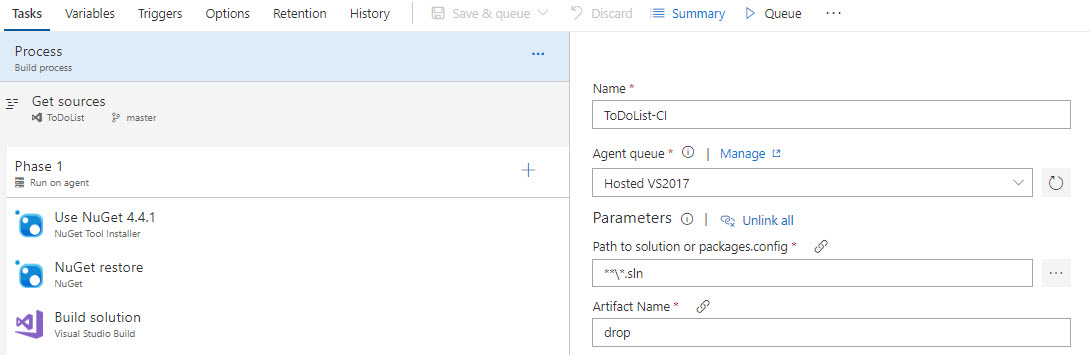 Tasks Variables Triggers Options Retention History Save & queue Discard Summary Queue ...
Process ...
Build process
Get sources
ToDoList master
Phase 1
Run on agent
Use NuGet 4.4.1
NuGet Tool Installer
NuGet restore
NuGet
Build solution
Visual Studio Build
Name *
ToDoList-CI
Agent queue * | Manage
Hosted VS2017
Parameters | Unlink all
Path to solution or packages.config *
**\*.sln ...
Artifact Name *
drop